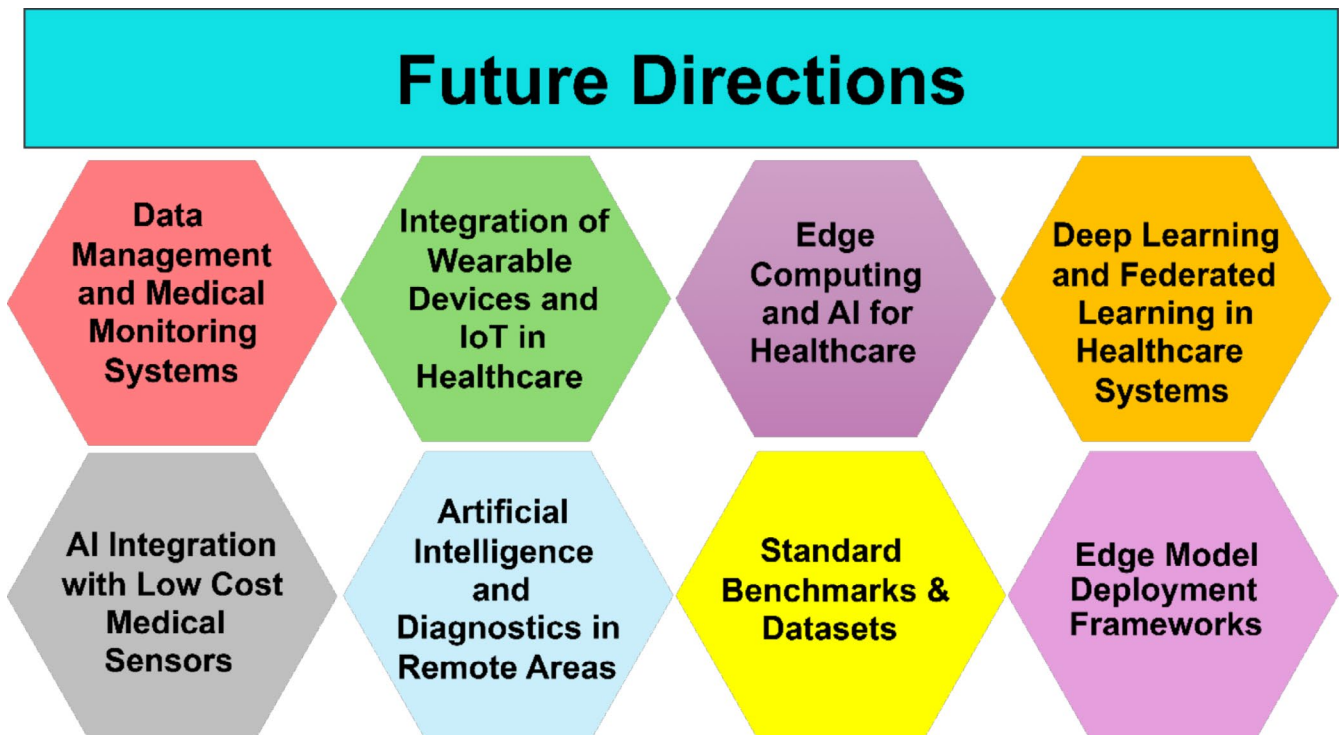 Future Directions
Data
Management
and Medical
Monitoring
Systems
Integration of
Wearable
Devices and
IoT in
Healthcare
Edge
Computing
and AI for
Healthcare
Deep Learning
and Federated
Learning in
Healthcare
Systems
AI Integration
with Low Cost
Medical
Sensors
Artificial
Intelligence
and
Diagnostics in
Remote Areas
Standard
Benchmarks &
Datasets
Edge Model
Deployment
Frameworks